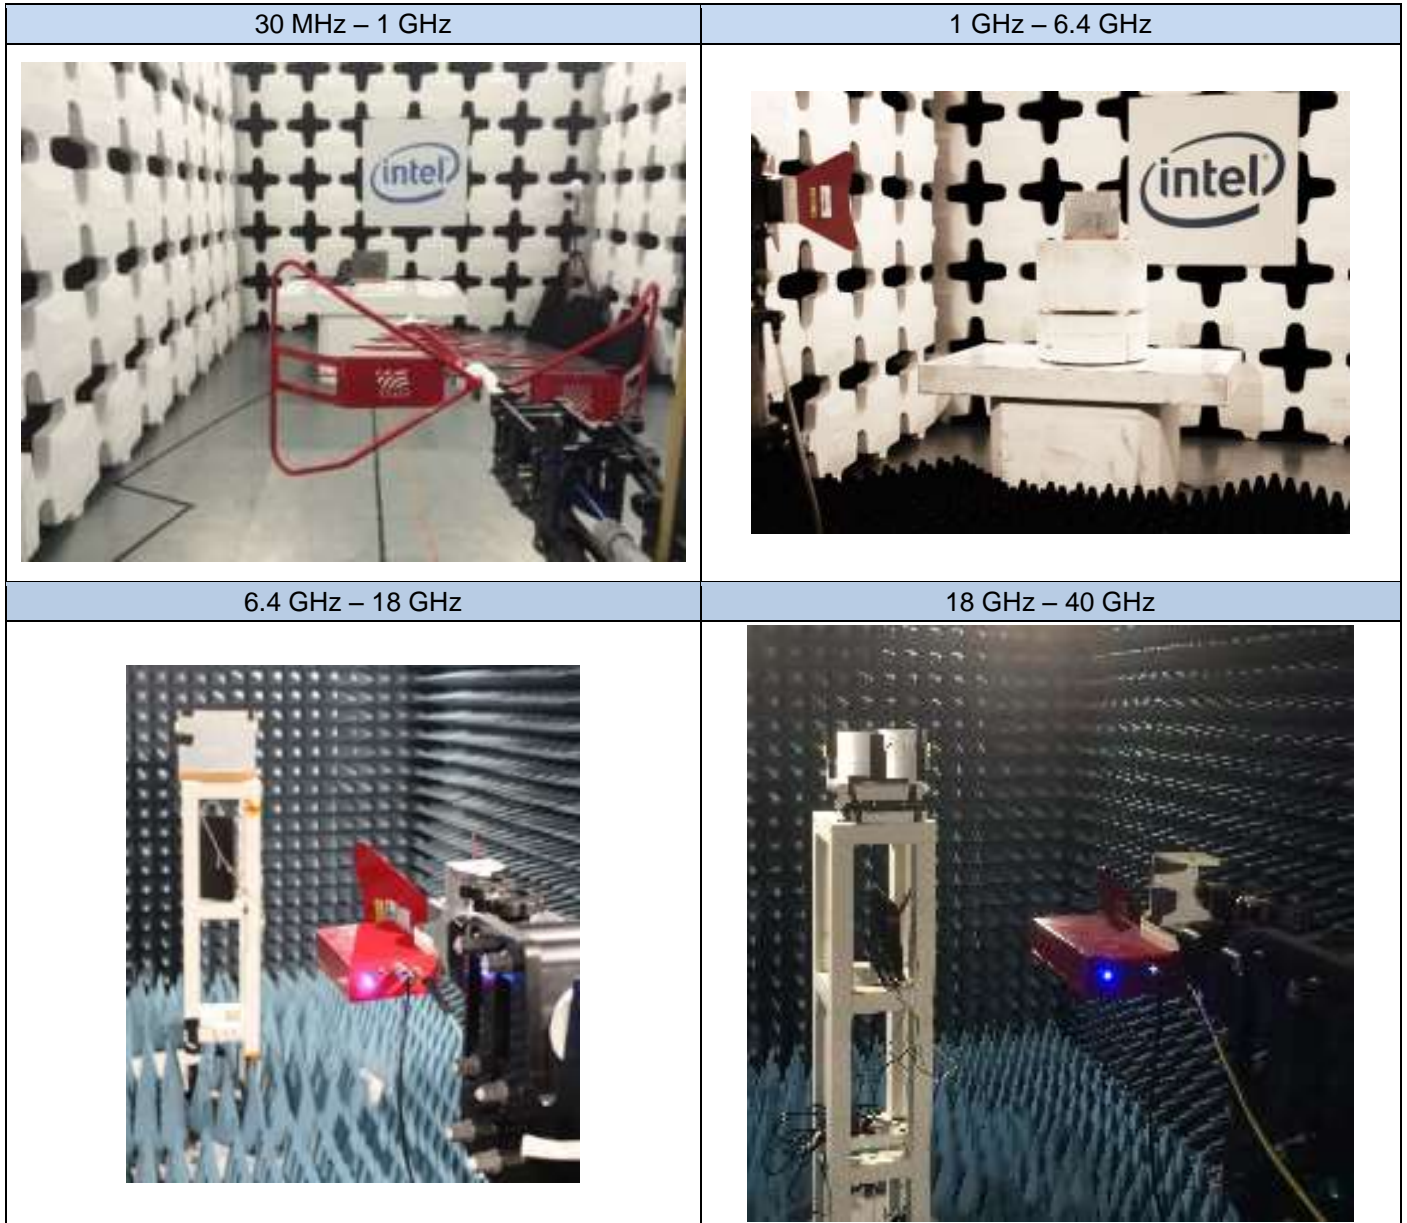 30 MHz – 1 GHz
1 GHz – 6.4 GHz
intel
intel
6.4 GHz – 18 GHz
18 GHz – 40 GHz